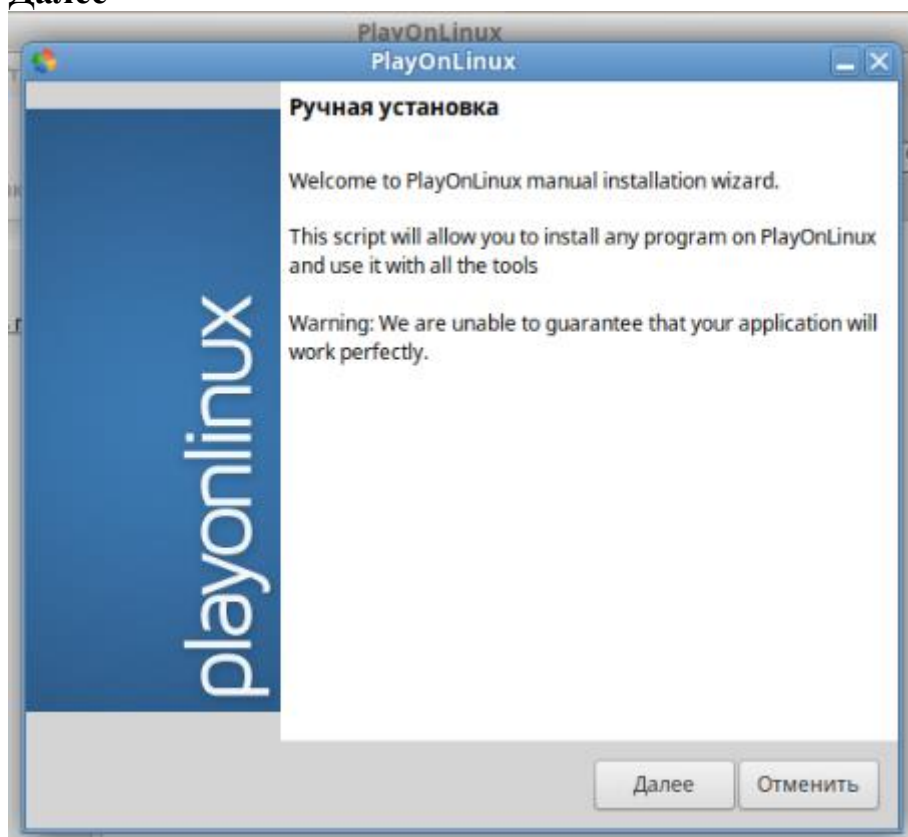 Далее
PlayOnLinux
PlayOnLinux
Ручная установка
Welcome to PlayOnLinux manual installation wizard.
This script will allow you to install any program on PlayOnLinux
and use it with all the tools
Warning: We are unable to guarantee that your application will
work perfectly.
playonlinux
Далее
Отменить